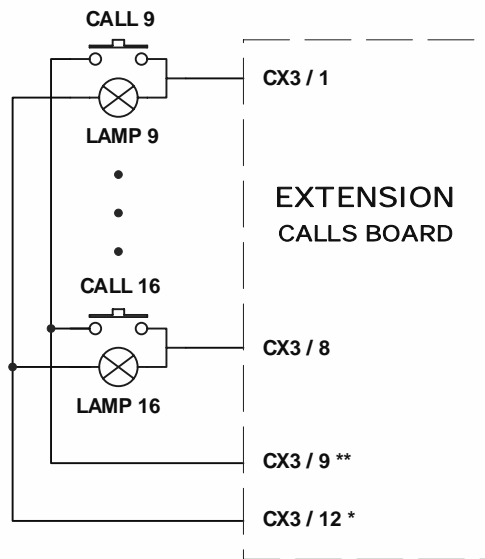 CALL 9
CX3 / 1
LAMP 9
EXTENSION
CALLS BOARD
CALL 16
CX3 / 8
LAMP 16
CX3 / 9 **
CX3 / 12 *